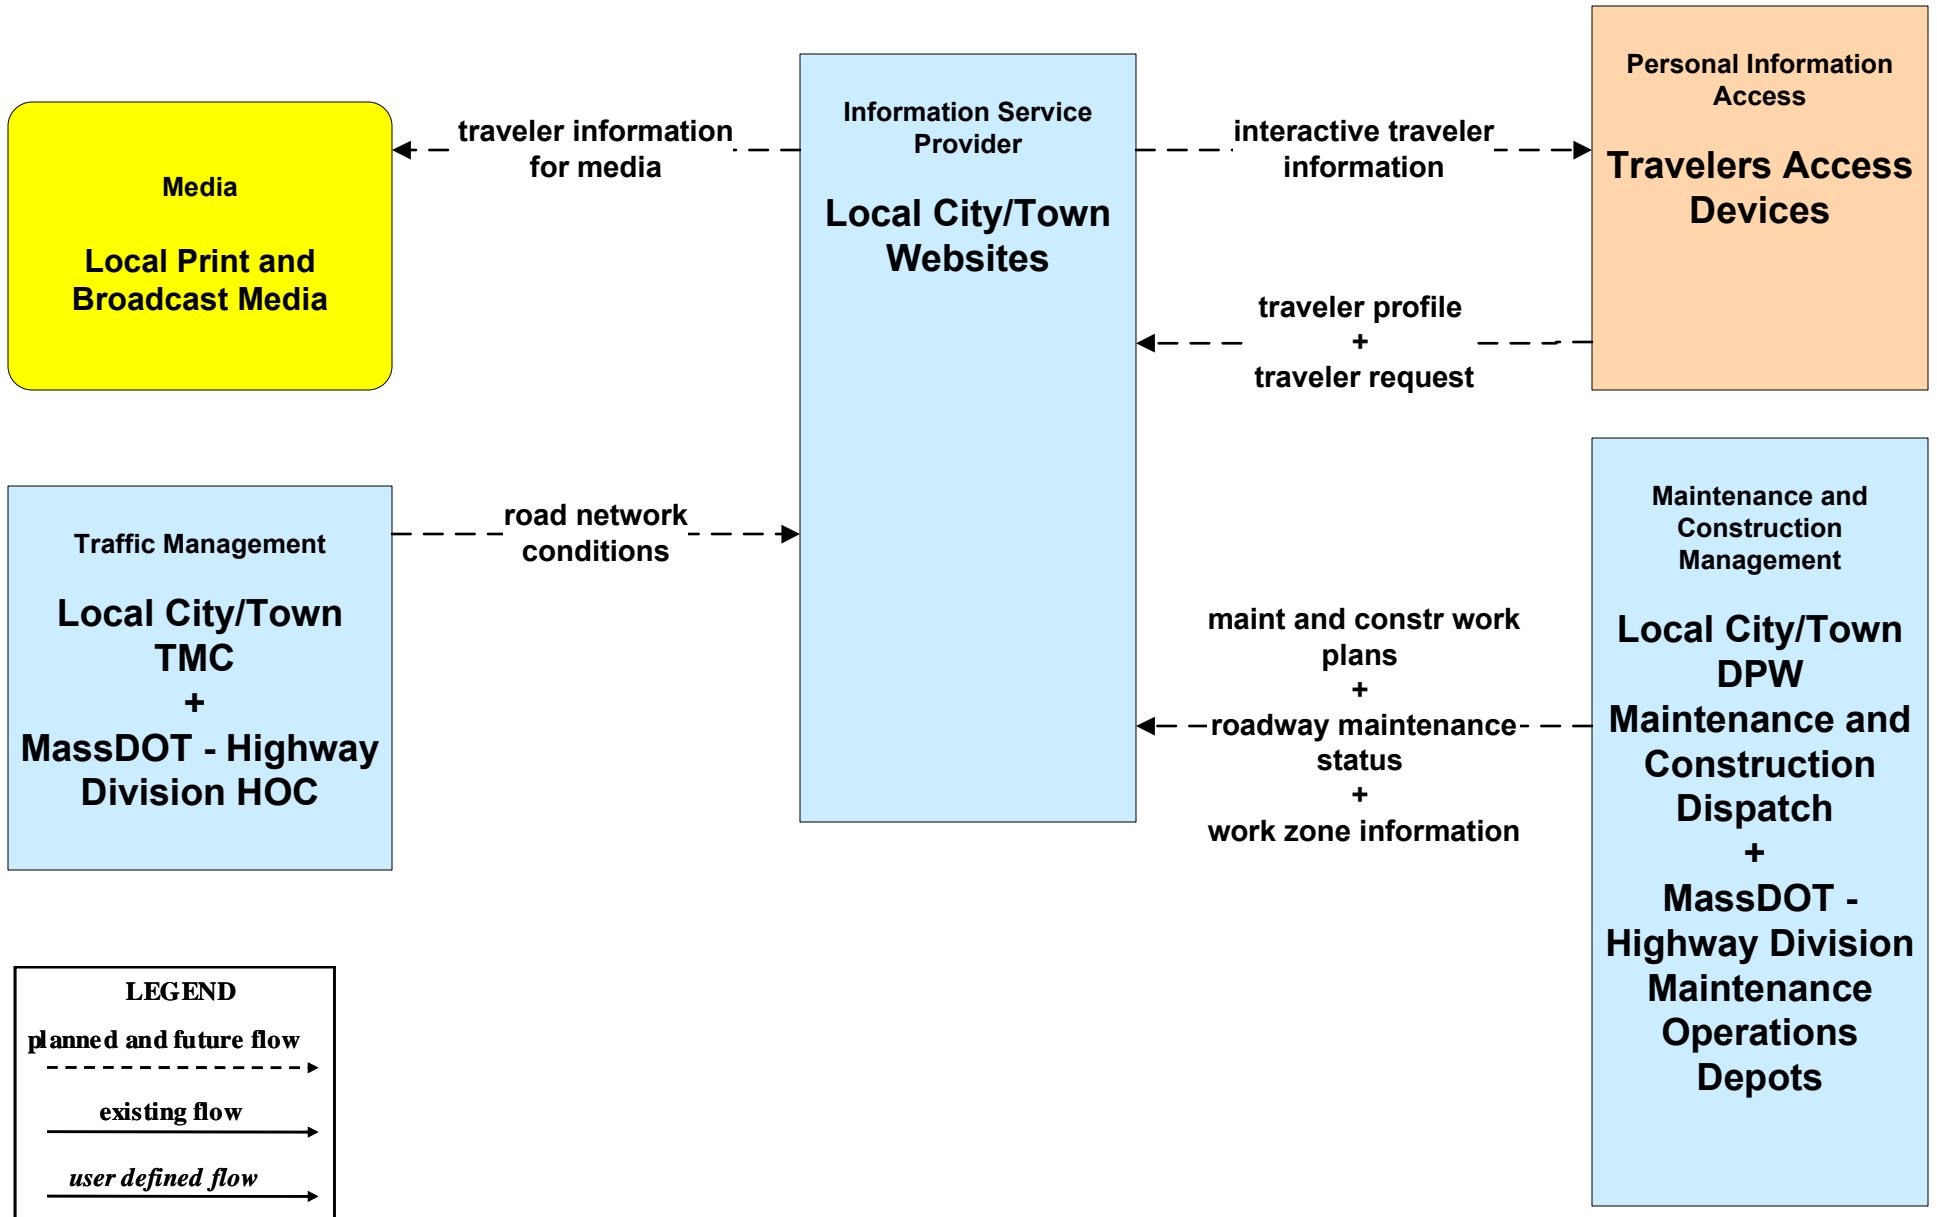 Media
Local Print and
Broadcast Media
traveler information
for media
Information Service
Provider
Local City/Town
Websites
interactive traveler
information
Personal Information
Access
Travelers Access
Devices
traveler profile
+
traveler request
Traffic Management
Local City/Town
TMC
+
MassDOT - Highway
Division HOC
road network
conditions
maint and constr work
plans
+
roadway maintenance
status
+
work zone information
Maintenance and
Construction
Management
Local City/Town
DPW
Maintenance and
Construction
Dispatch
+
MassDOT -
Highway Division
Maintenance
Operations
Depots
LEGEND
planned and future flow
existing flow
user defined flow